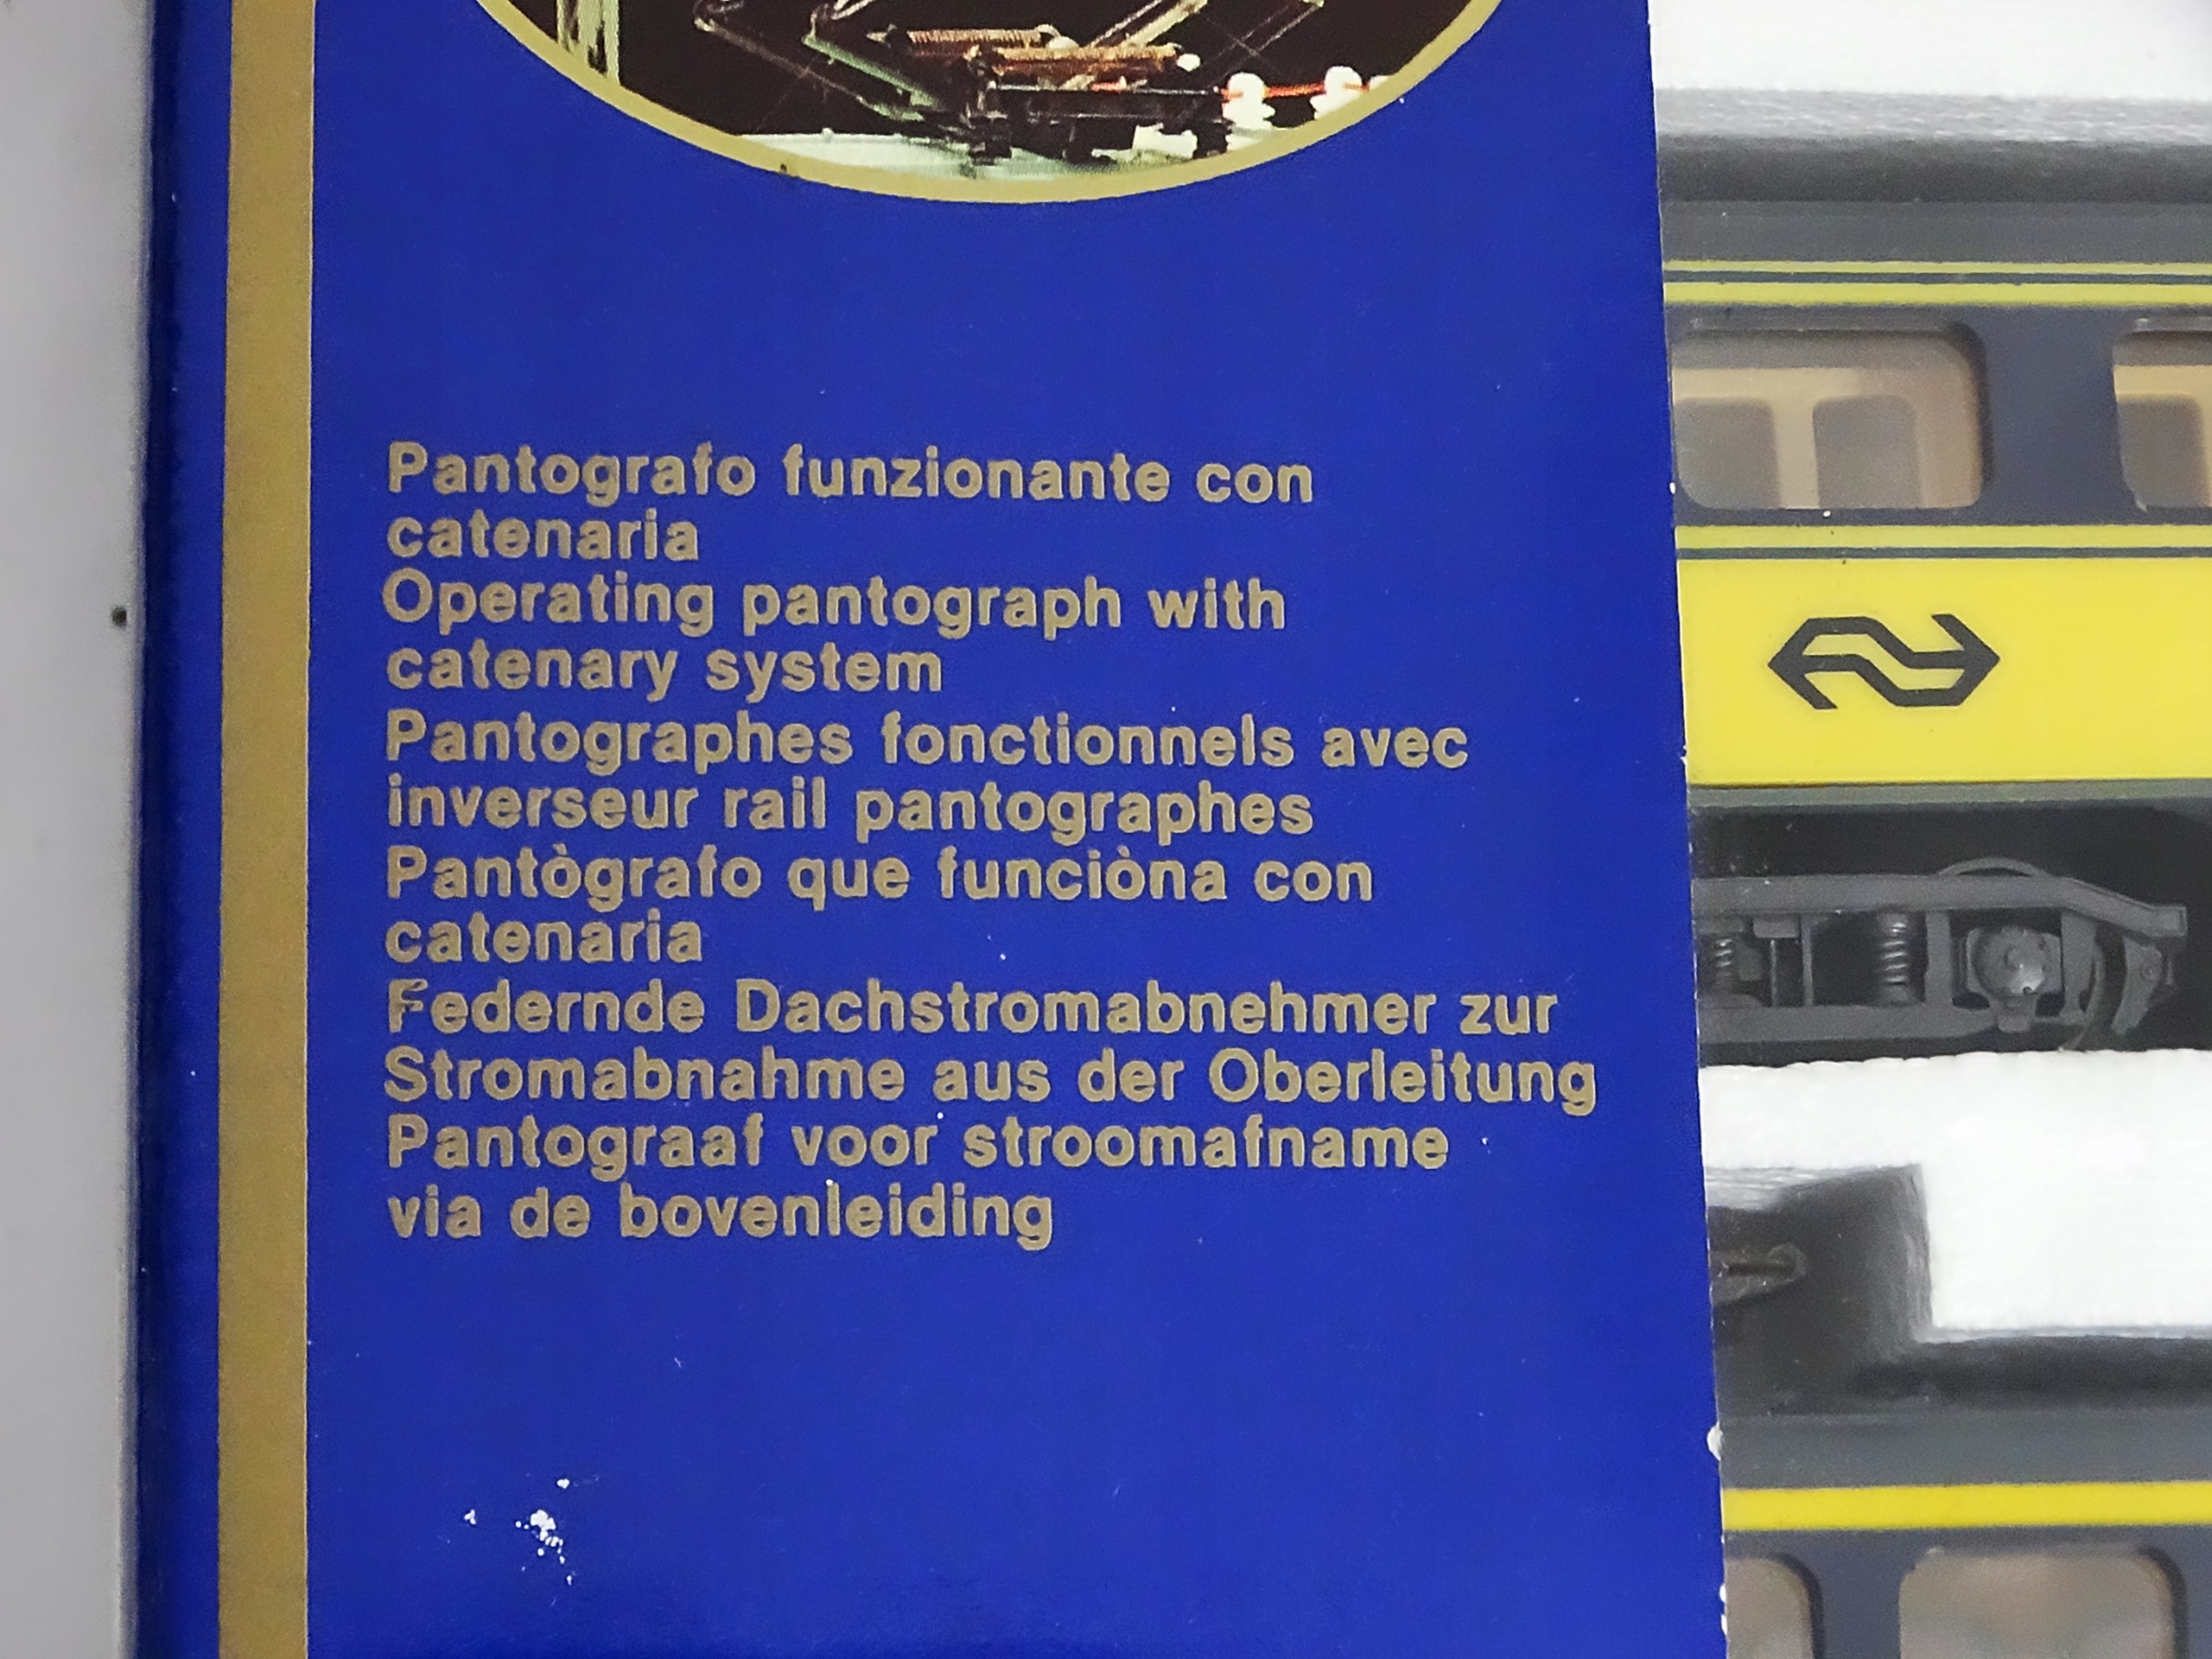 Pantografo funzionante con
catenaria
Operating pantograph with
catenary system
Pantographes fonctionnels avec
inverseur rail pantographes
Pantògrafo que funciòna con
catenaria
Federnde Dachstromabnehmer zur
Stromabnahme aus der Oberleitung
Pantograaf voor stroomafname
via de bovenleiding